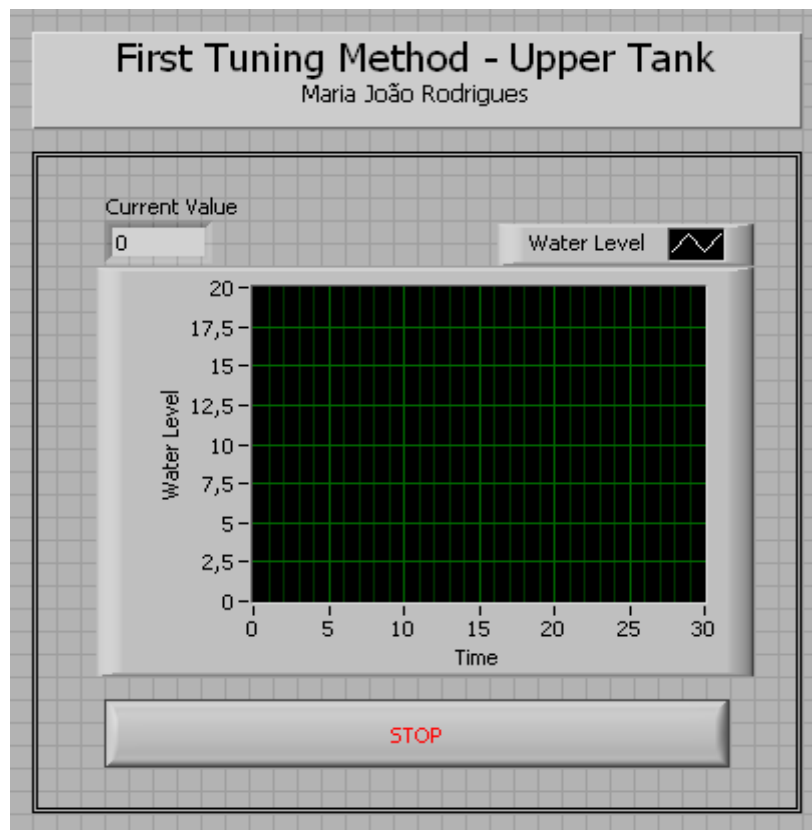 First Tuning Method - Upper Tank
Maria João Rodrigues
Current Value
0
Water Level
20
17,5
15
12,5
10
7,5
5
2,5
0
Water Level
0 5 10 15 20 25 30
Time
STOP